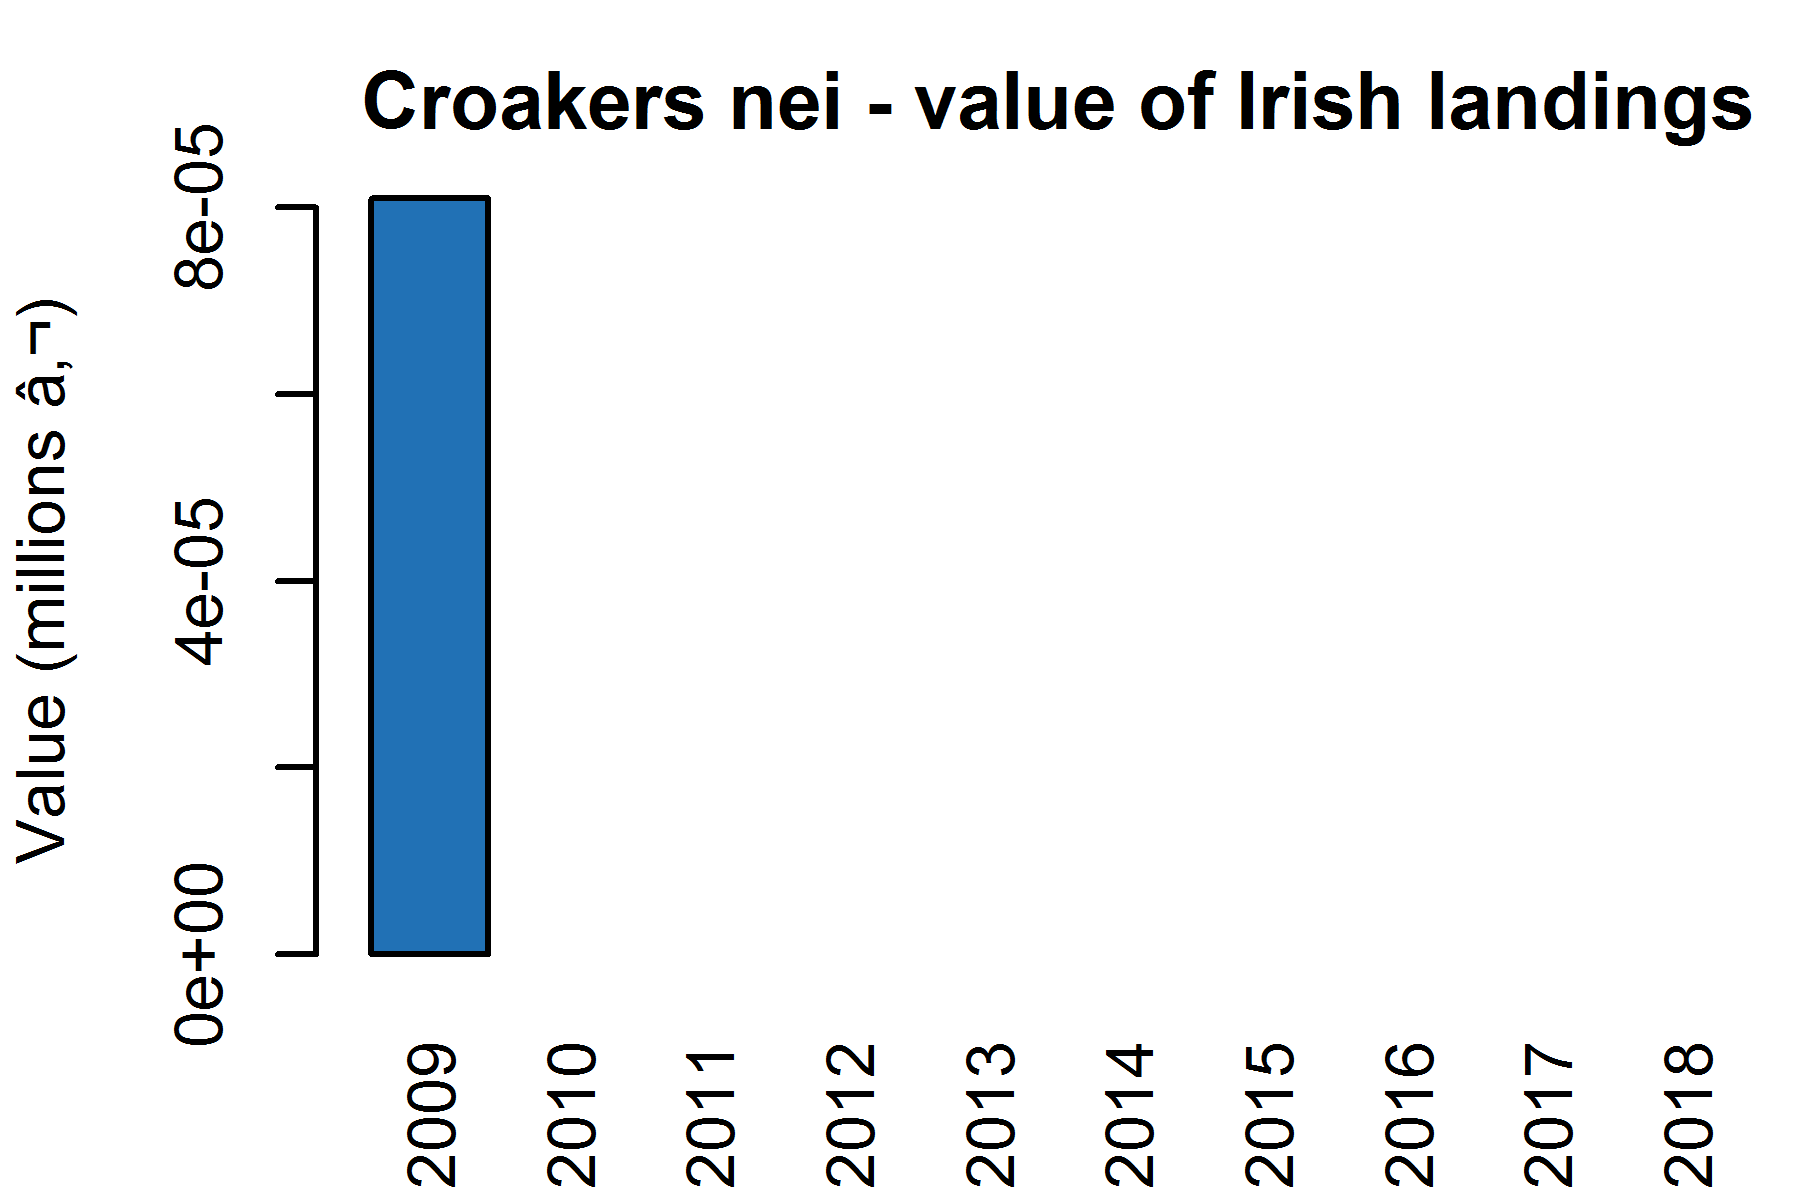 Croakers nei - value of Irish landings
Value (millions â‚¬)
8e-05
4e-05
0e+00
2009
2010
2011
2012
2013
2014
2015
2016
2017
2018